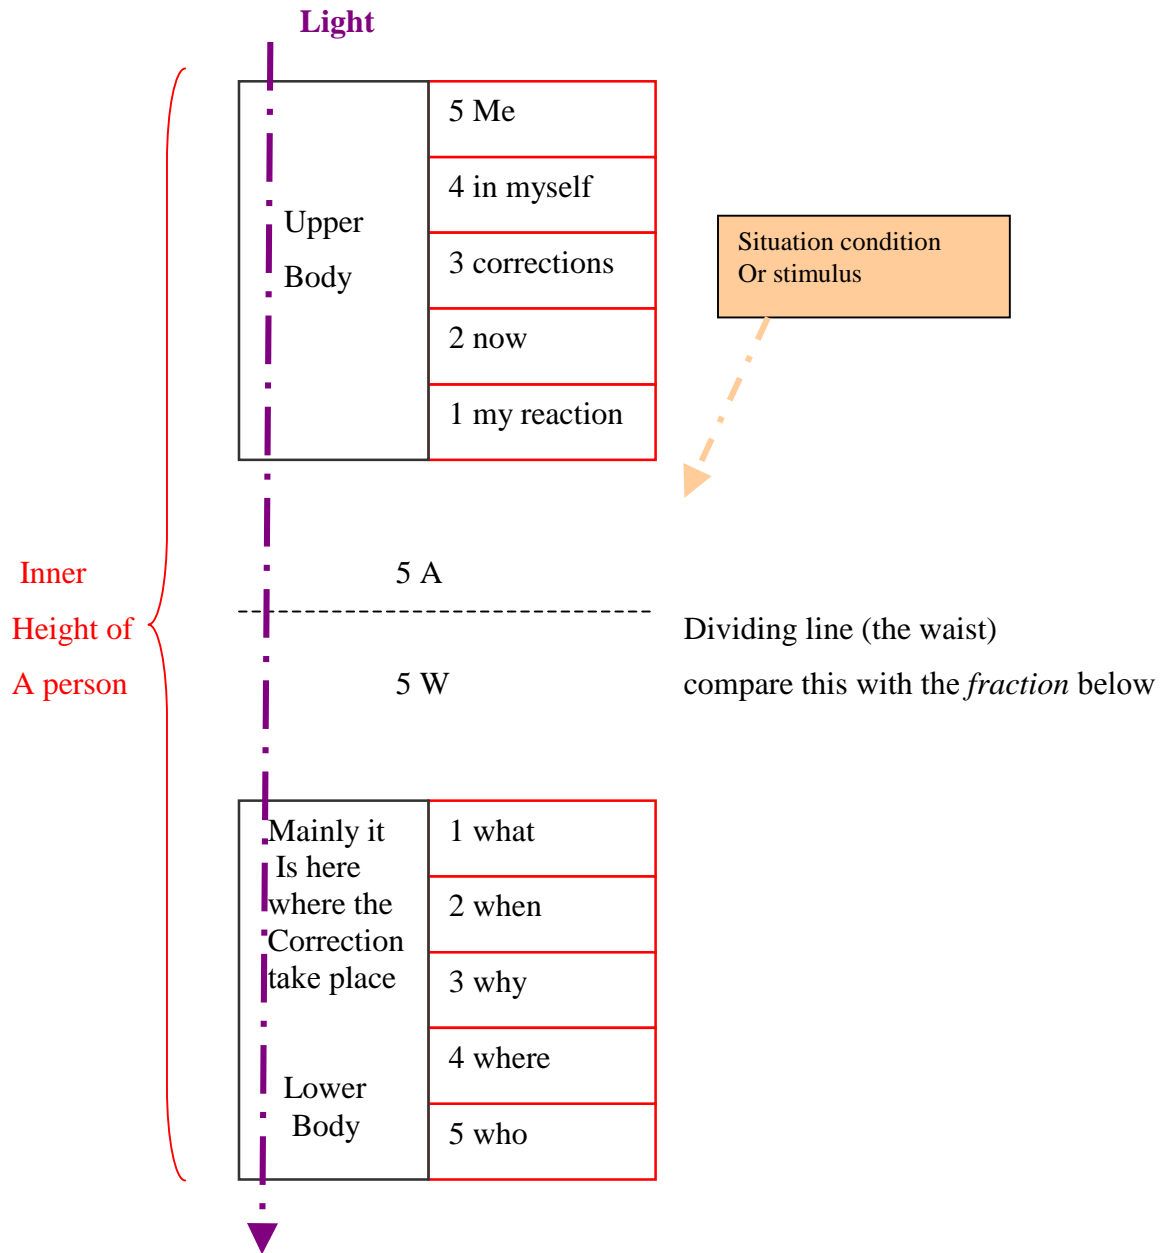 Light
5 Me
4 in myself
Upper
Body
3 corrections
2 now
1 my reaction
Situation condition
Or stimulus
Inner
Height of
A person
5 A
5 W
Dividing line (the waist)
compare this with the fraction below
Mainly it
Is here
where the
Correction
take place
Lower
Body
1 what
2 when
3 why
4 where
5 who